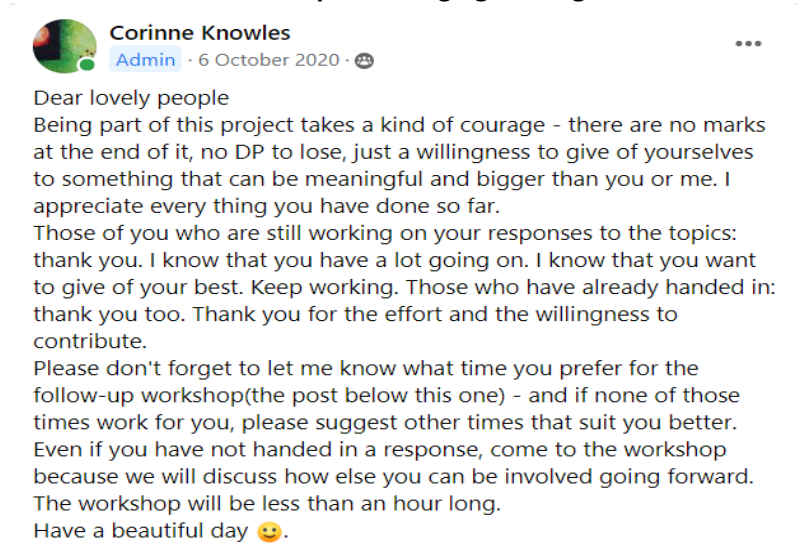 Corinne Knowles
Admin · 6 October 2020 ·
Dear lovely people
Being part of this project takes a kind of courage - there are no marks
at the end of it, no DP to lose, just a willingness to give of yourselves
to something that can be meaningful and bigger than you or me. I
appreciate every thing you have done so far.
Those of you who are still working on your responses to the topics:
thank you. I know that you have a lot going on. I know that you want
to give of your best. Keep working. Those who have already handed in:
thank you too. Thank you for the effort and the willingness to
contribute.
Please don't forget to let me know what time you prefer for the
follow-up workshop(the post below this one) - and if none of those
times work for you, please suggest other times that suit you better.
Even if you have not handed in a response, come to the workshop
because we will discuss how else you can be involved going forward.
The workshop will be less than an hour long.
Have a beautiful day 🙂.